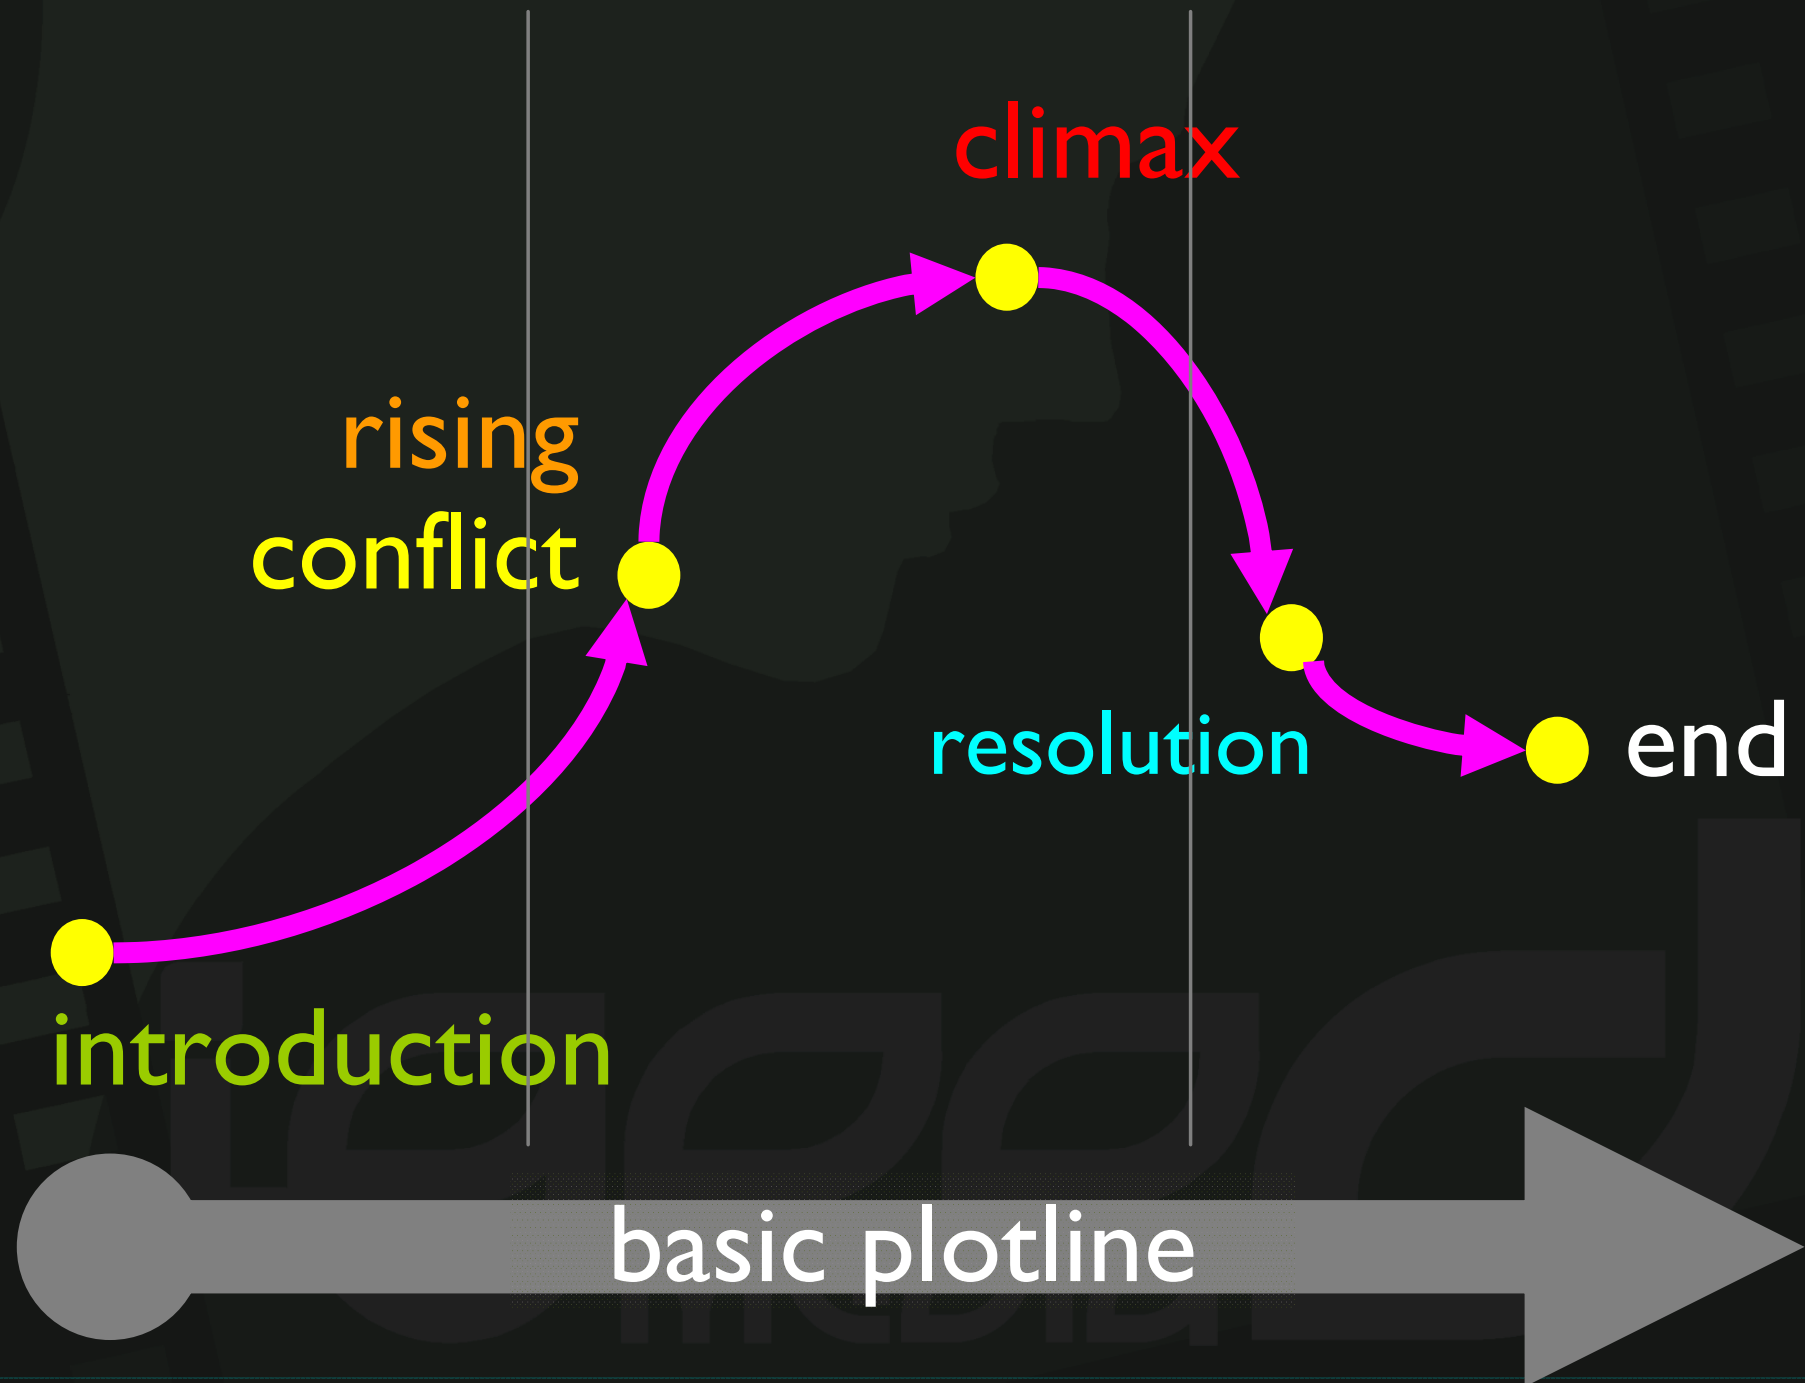 climax
rising
conflict
resolution
end
introduction
basic plotline